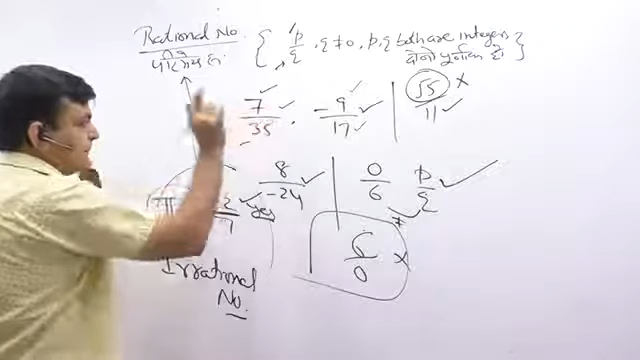 Rational No. { p/q, q≠0, p, q both are integers
परिमेय सं. दोनों पूर्णांक हों }
7/35 , -9/17 √5/11 ×
8/-24 0/6 p/q
π yes
6/0 ×
Irrational
No.